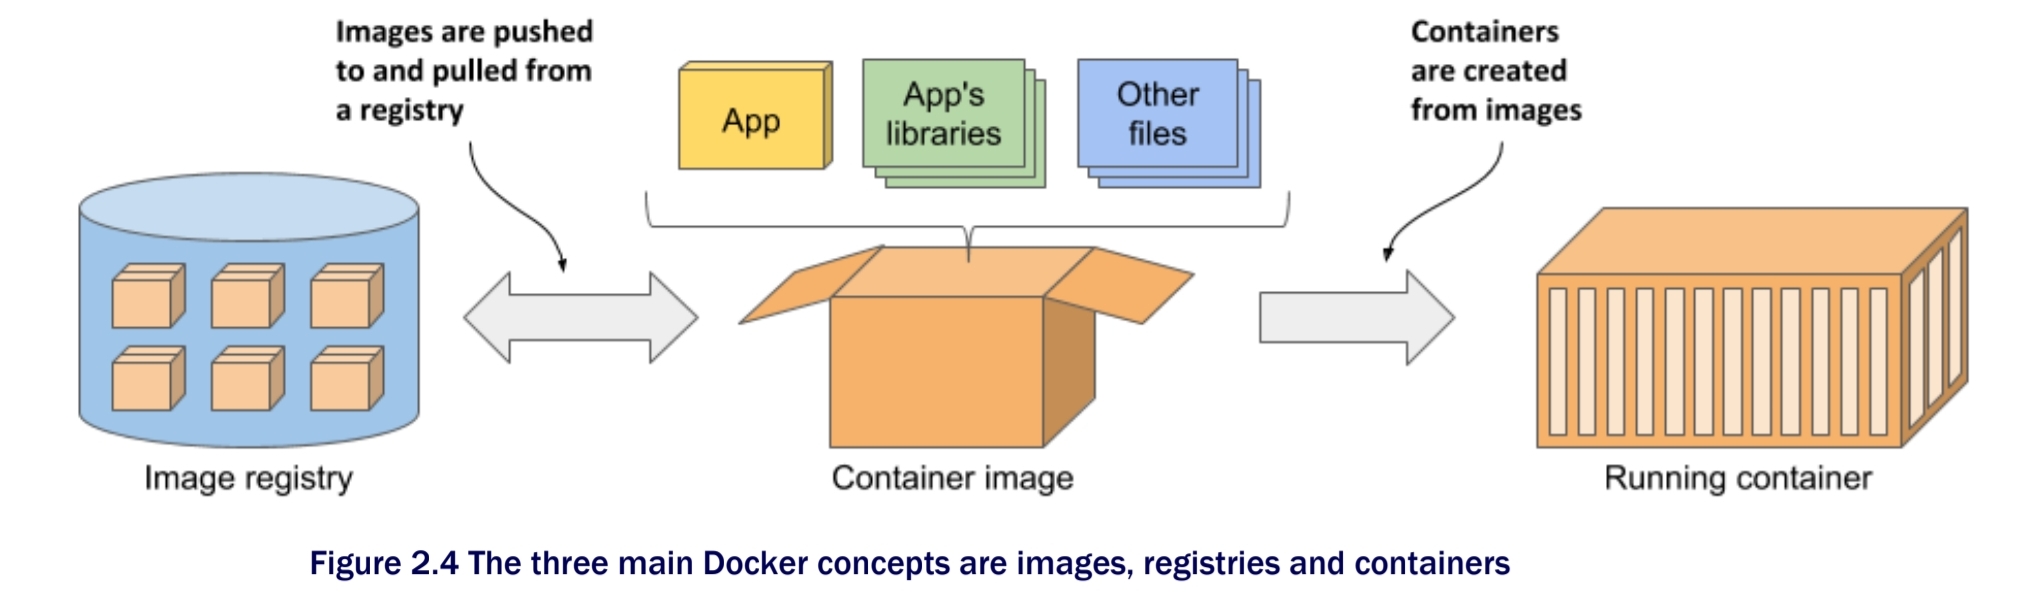 Images are pushed
to and pulled from
a registry
App
App's
libraries
Other
files
Containers
are created
from images
Image registry
Container image
Running container
Figure 2.4 The three main Docker concepts are images, registries and containers